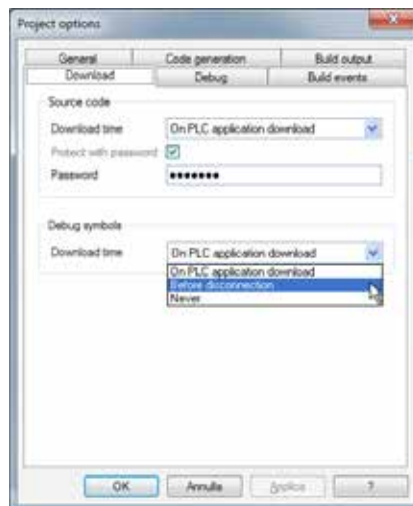 Project options
General Code generation Build output
Download Debug Build events
Source code
Download time On PLC application download
Protect with password
Password •••••••
Debug symbols
Download time On PLC application download
On PLC application download
Before disconnection
Never
OK Annulla Applica ?